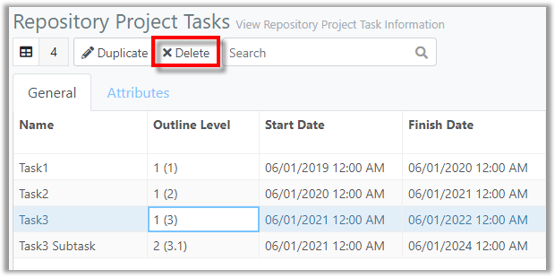 Repository Project Tasks View Repository Project Task Information
4 Duplicate Delete Search
General Attributes
Name Outline Level Start Date Finish Date
Task1 1 (1) 06/01/2019 12:00 AM 06/01/2020 12:00 AM
Task2 1 (2) 06/01/2020 12:00 AM 06/01/2021 12:00 AM
Task3 1 (3) 06/01/2021 12:00 AM 06/01/2022 12:00 AM
Task3 Subtask 2 (3.1) 06/01/2021 12:00 AM 06/01/2024 12:00 AM